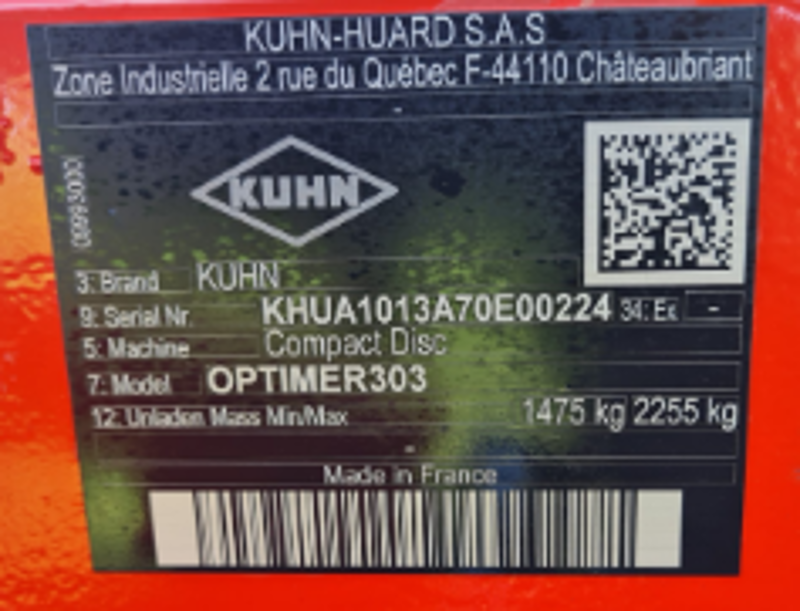 KUHN-HUARD S.A.S
Zone Industrielle 2 rue du Québec F-44110 Châteaubriant
-
KUHN
3: Brand KUHN
9: Serial Nr. KHUA1013A70E00224 34: Ex -
5: Machine Compact Disc
7: Model OPTIMER303
12: Unladen Mass Min/Max 1475 kg 2255 kg
-
Made in France